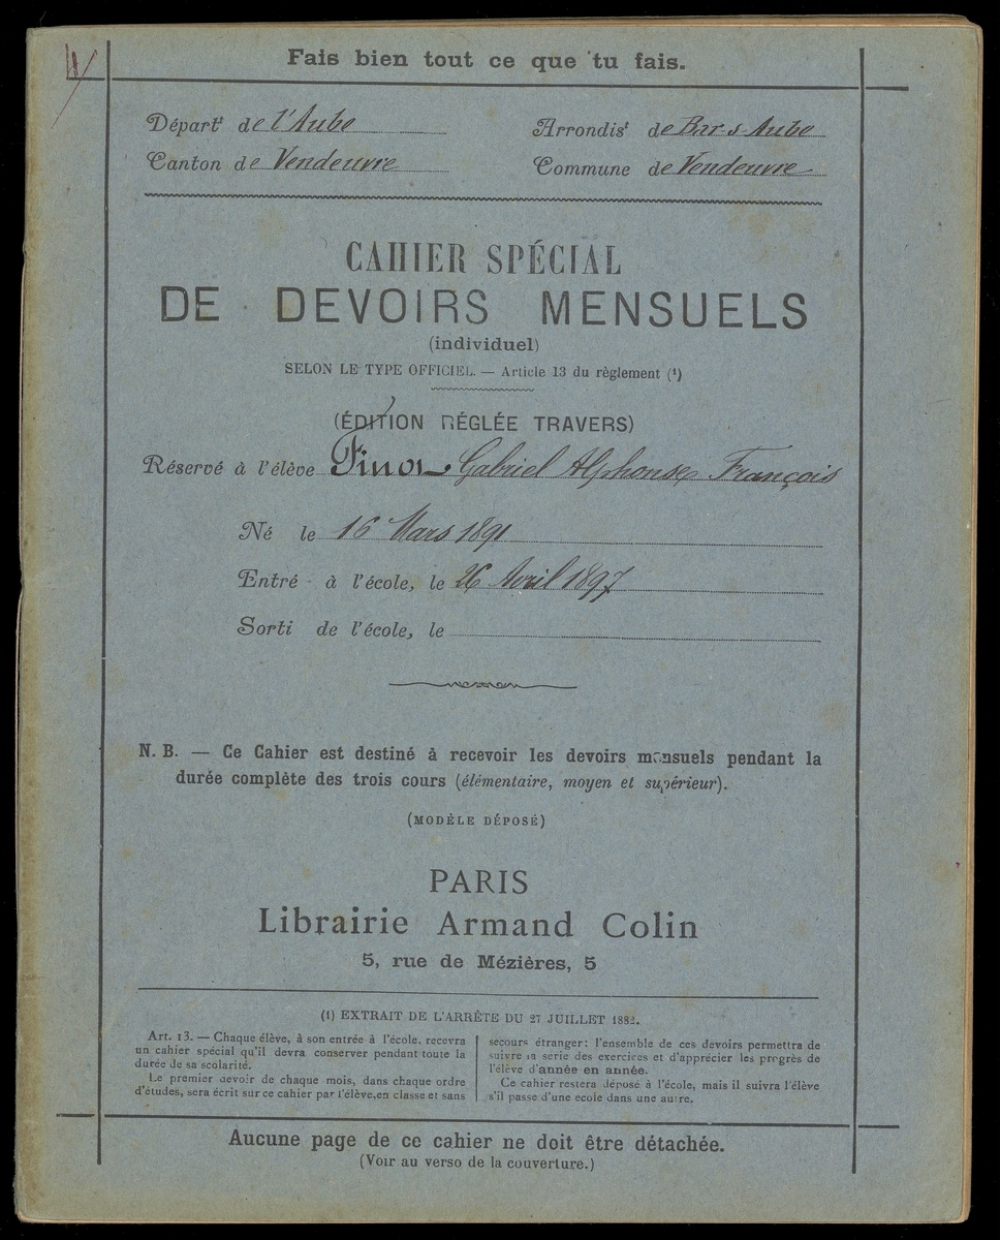 Fais bien tout ce que tu fais.
Départ de l'Aube
Arrondist de Bar-s-Aube
Canton de Vendeuvre
Commune de Vendeuvre
CAHIER SPÉCIAL
DE DEVOIRS MENSUELS
(individuel)
SELON LE TYPE OFFICIEL. — Article 13 du règlement (1)
(ÉDITION RÉGLÉE TRAVERS)
Réservé à l'élève Finot Gabriel Alphonse François
Né le 16 Mars 1891
Entré à l'école, le 26 Avril 1897
Sorti de l'école, le
N. B. — Ce Cahier est destiné à recevoir les devoirs mensuels pendant la
durée complète des trois cours (élémentaire, moyen et supérieur).
(MODÈLE DÉPOSÉ)
PARIS
Librairie Armand Colin
5, rue de Mézières, 5
(1) EXTRAIT DE L'ARRÊTE DU 27 JUILLET 1882.
Art. 13. — Chaque élève, à son entrée à l'école, recevra
un cahier spécial qu'il devra conserver pendant toute la
durée de sa scolarité.
Le premier devoir de chaque mois, dans chaque ordre
d'études, sera écrit sur ce cahier par l'élève, en classe et sans
secours étranger: l'ensemble de ces devoirs permettra de
suivre la série des exercices et d'apprécier les progrès de
l'élève d'année en année.
Ce cahier restera déposé à l'école, mais il suivra l'élève
s'il passe d'une ecole dans une autre.
Aucune page de ce cahier ne doit être détachée.
(Voir au verso de la couverture.)